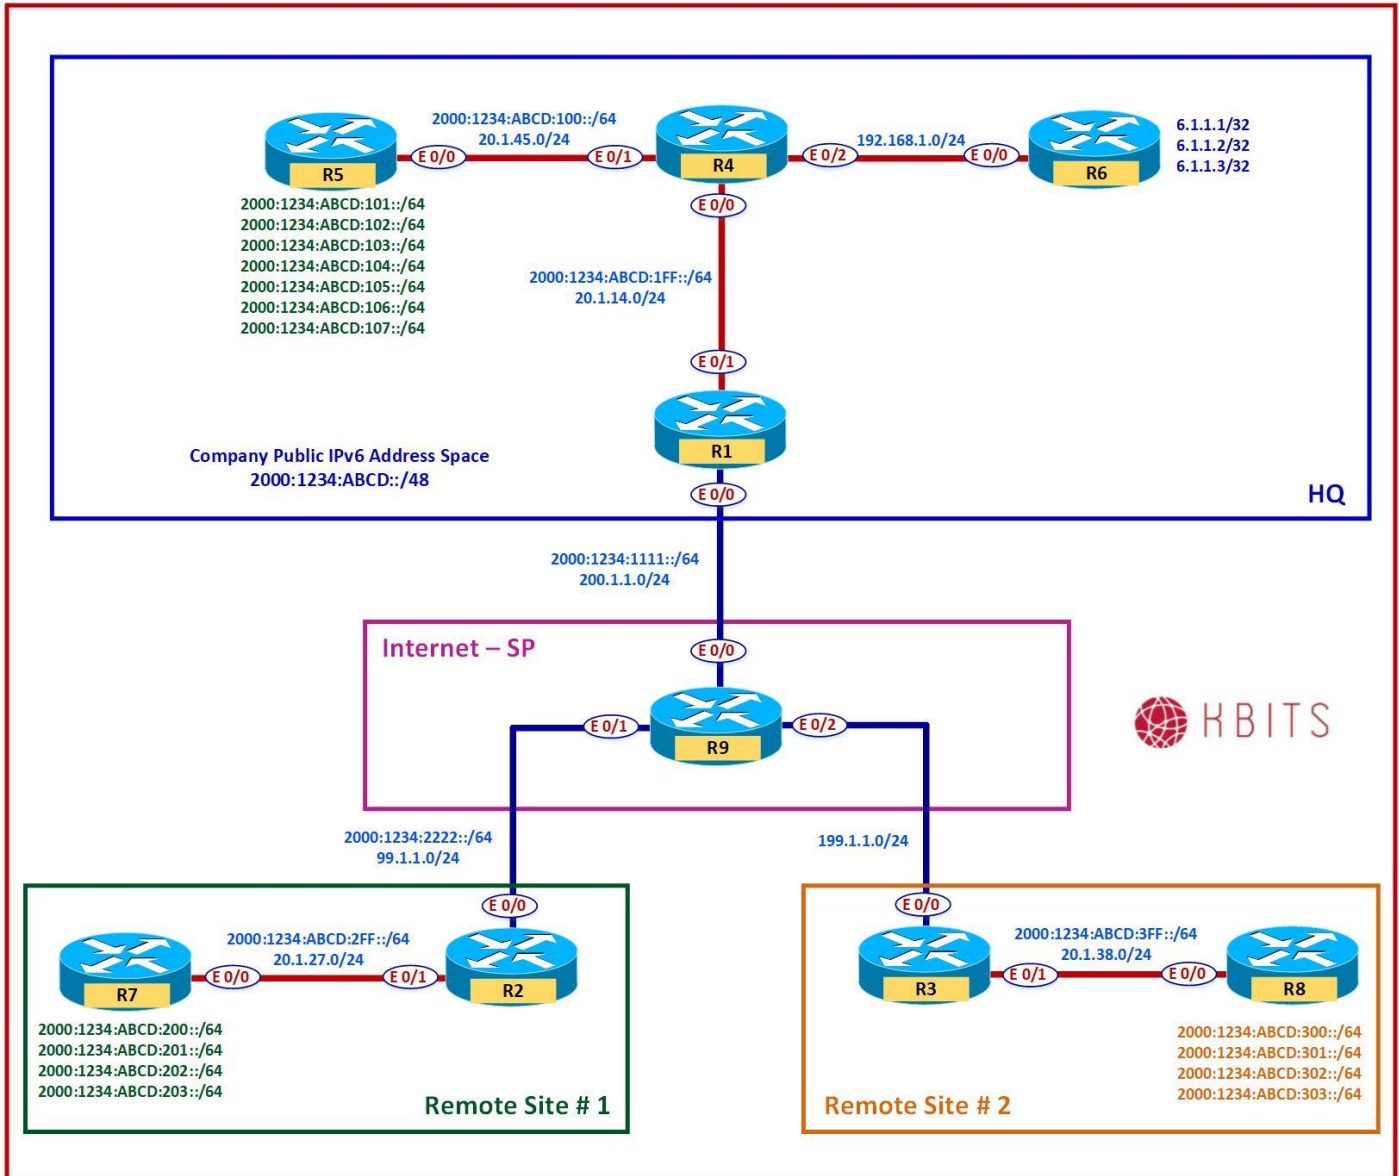 2000:1234:ABCD:100::/64
20.1.45.0/24
E 0/0
E 0/1
R5
R4
E 0/2
192.168.1.0/24
E 0/0
R6
6.1.1.1/32
6.1.1.2/32
6.1.1.3/32
2000:1234:ABCD:101::/64
2000:1234:ABCD:102::/64
2000:1234:ABCD:103::/64
2000:1234:ABCD:104::/64
2000:1234:ABCD:105::/64
2000:1234:ABCD:106::/64
2000:1234:ABCD:107::/64
E 0/0
2000:1234:ABCD:1FF::/64
20.1.14.0/24
E 0/1
R1
E 0/0
Company Public IPv6 Address Space
2000:1234:ABCD::/48
HQ
2000:1234:1111::/64
200.1.1.0/24
Internet – SP
E 0/0
E 0/1
R9
E 0/2
KBITS
2000:1234:2222::/64
99.1.1.0/24
199.1.1.0/24
E 0/0
2000:1234:ABCD:2FF::/64
20.1.27.0/24
R7
E 0/0
E 0/1
R2
2000:1234:ABCD:200::/64
2000:1234:ABCD:201::/64
2000:1234:ABCD:202::/64
2000:1234:ABCD:203::/64
Remote Site # 1
E 0/0
2000:1234:ABCD:3FF::/64
20.1.38.0/24
R3
E 0/1
E 0/0
R8
2000:1234:ABCD:300::/64
2000:1234:ABCD:301::/64
2000:1234:ABCD:302::/64
2000:1234:ABCD:303::/64
Remote Site # 2